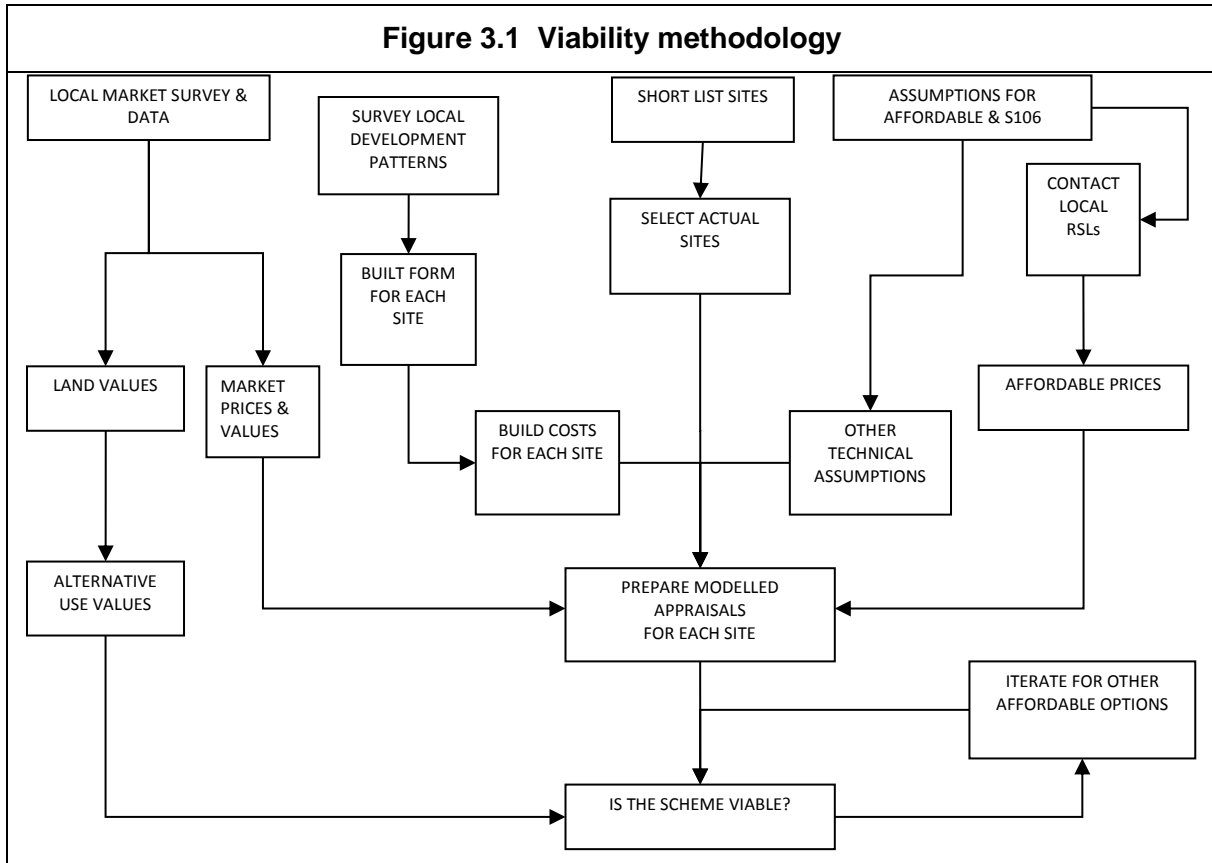 Figure 3.1 Viability methodology
LOCAL MARKET SURVEY &
DATA
SURVEY LOCAL
DEVELOPMENT
PATTERNS
SHORT LIST SITES
ASSUMPTIONS FOR
AFFORDABLE & S106
CONTACT
LOCAL
RSLs
SELECT ACTUAL
SITES
BUILT FORM
FOR EACH
SITE
LAND VALUES
MARKET
PRICES &
VALUES
AFFORDABLE PRICES
BUILD COSTS
FOR EACH SITE
OTHER
TECHNICAL
ASSUMPTIONS
ALTERNATIVE
USE VALUES
PREPARE MODELLED
APPRAISALS
FOR EACH SITE
ITERATE FOR OTHER
AFFORDABLE OPTIONS
IS THE SCHEME VIABLE?